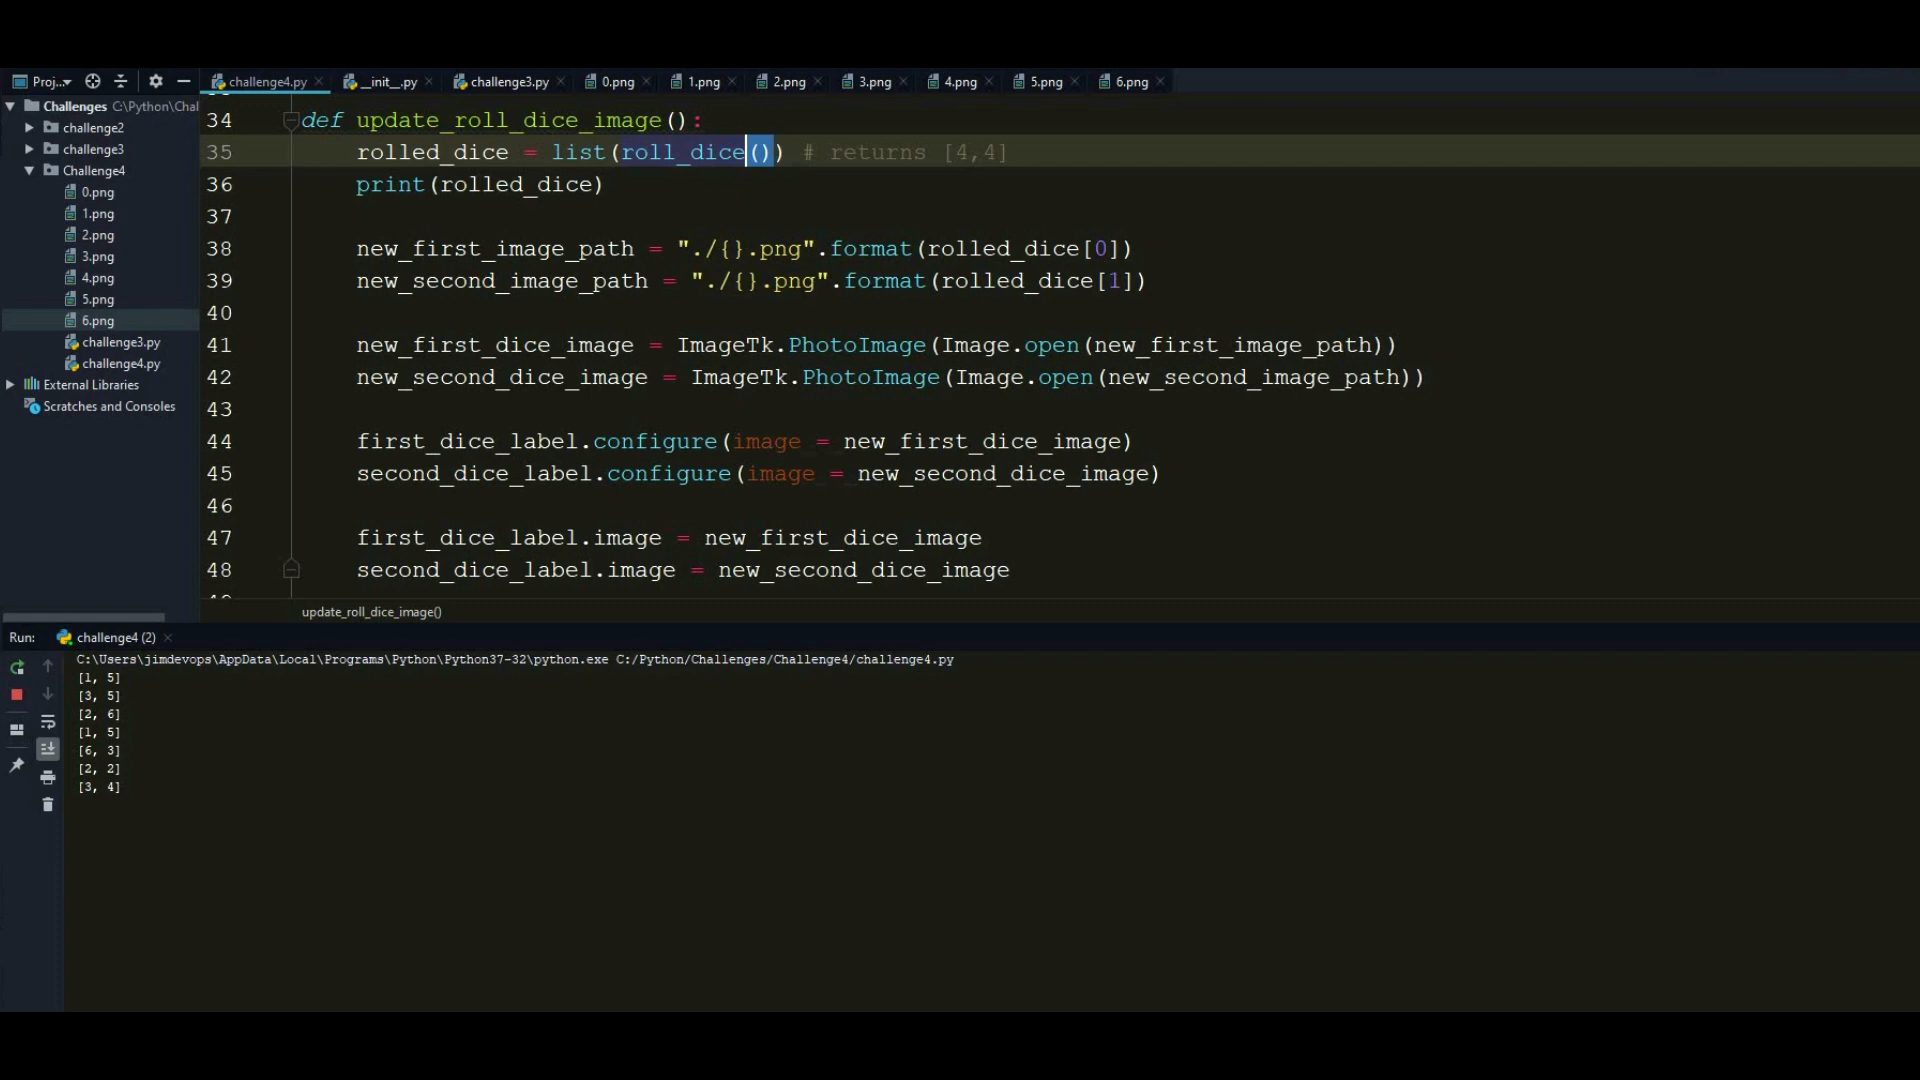 Proj...
challenge4.py __init__.py challenge3.py 0.png 1.png 2.png 3.png 4.png 5.png 6.png
Challenges C:\Python\Chal
challenge2
challenge3
Challenge4
0.png
1.png
2.png
3.png
4.png
5.png
6.png
challenge3.py
challenge4.py
External Libraries
Scratches and Consoles
34 def update_roll_dice_image():
35 rolled_dice = list(roll_dice()) # returns [4,4]
36 print(rolled_dice)
37
38 new_first_image_path = "./{}.png".format(rolled_dice[0])
39 new_second_image_path = "./{}.png".format(rolled_dice[1])
40
41 new_first_dice_image = ImageTk.PhotoImage(Image.open(new_first_image_path))
42 new_second_dice_image = ImageTk.PhotoImage(Image.open(new_second_image_path))
43
44 first_dice_label.configure(image = new_first_dice_image)
45 second_dice_label.configure(image = new_second_dice_image)
46
47 first_dice_label.image = new_first_dice_image
48 second_dice_label.image = new_second_dice_image
update_roll_dice_image()
Run: challenge4 (2)
C:\Users\jimdevops\AppData\Local\Programs\Python\Python37-32\python.exe C:/Python/Challenges/Challenge4/challenge4.py
[1, 5]
[3, 5]
[2, 6]
[1, 5]
[6, 3]
[2, 2]
[3, 4]